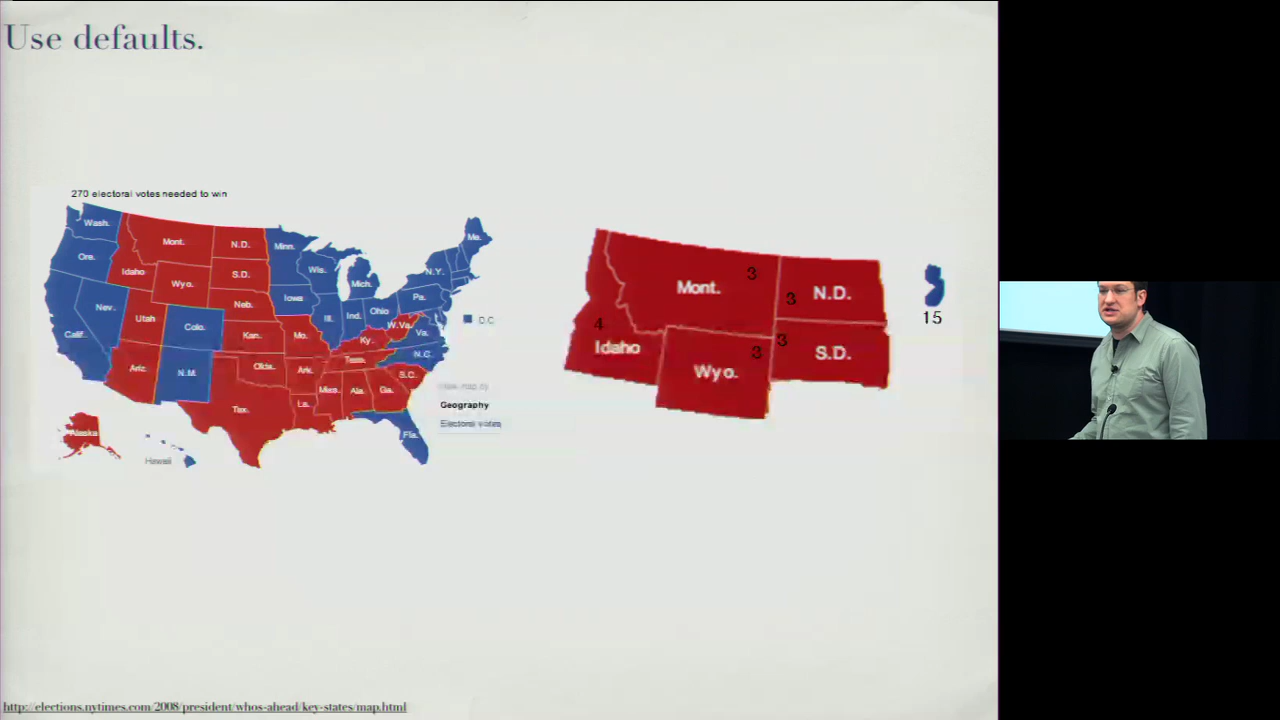 Use defaults.
270 electoral votes needed to win
Wash.
Mont.
N.D.
Minn.
Me.
Ore.
Idaho
Wis.
N.Y.
Wyo.
S.D.
Mich.
Nev.
Neb.
Iowa
Pa.
Utah
Colo.
Ill.
Ind.
Ohio
W.Va.
D.C.
Calif.
Kan.
Mo.
Ky.
Va.
Ariz.
N.M.
Okla.
Ark.
Tenn.
N.C.
Tex.
La.
Miss.
Ala.
Ga.
S.C.
Geography
Electoral votes
Alaska
Hawaii
Fla.
Mont.
3
3
N.D.
4
Idaho
Wyo.
3
3
S.D.
15
http://elections.nytimes.com/2008/president/whos-ahead/key-states/map.html